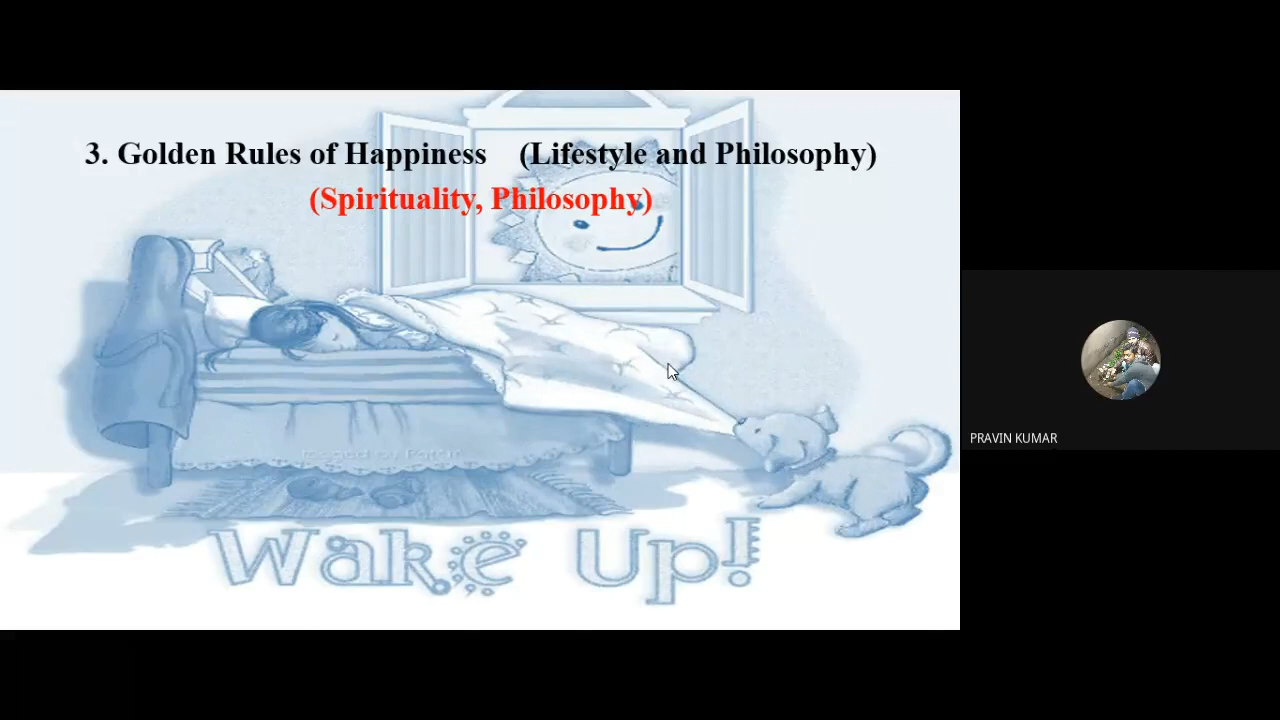 3. Golden Rules of Happiness (Lifestyle and Philosophy)
(Spirituality, Philosophy)
PRAVIN KUMAR
Wake Up!